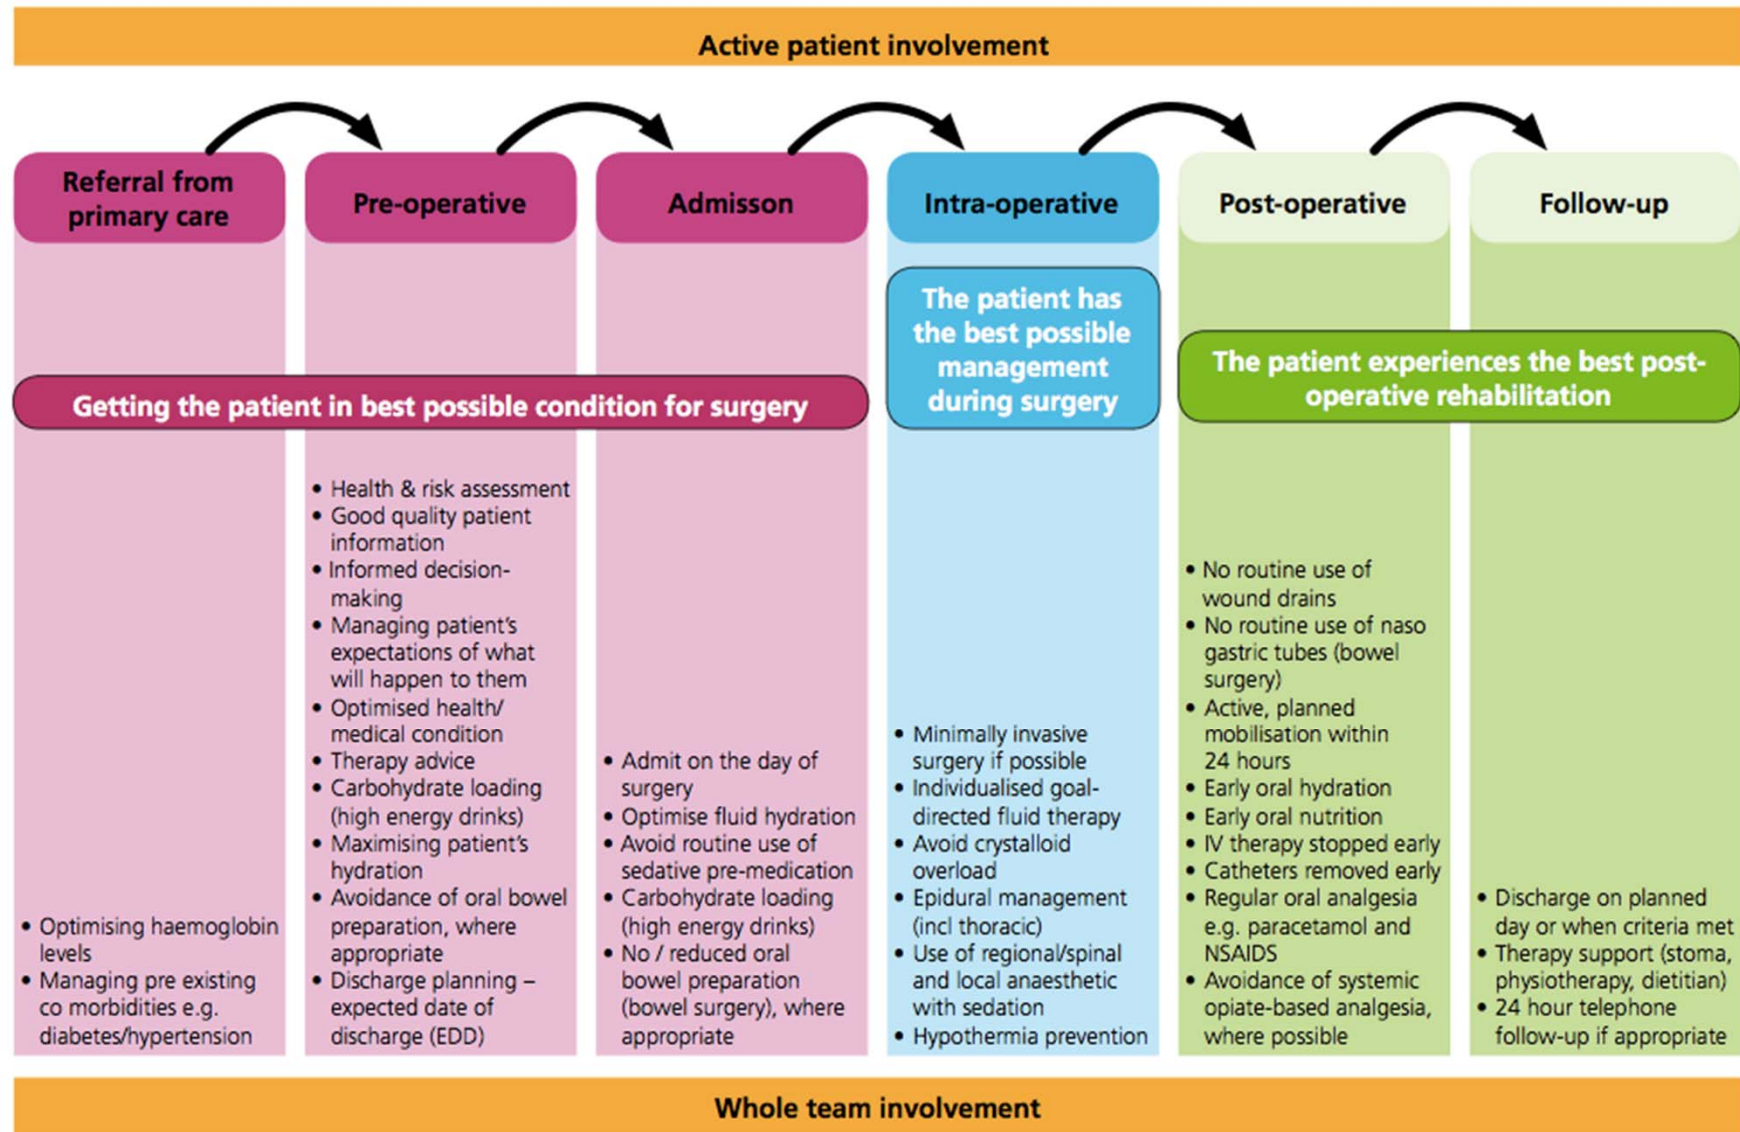 Active patient involvement
Referral from
primary care
Pre-operative
Admisson
Intra-operative
Post-operative
Follow-up
Getting the patient in best possible condition for surgery
The patient has
the best possible
management
during surgery
The patient experiences the best post-
operative rehabilitation
• Optimising haemoglobin
levels
• Managing pre existing
co morbidities e.g.
diabetes/hypertension
• Health & risk assessment
• Good quality patient
information
• Informed decision-
making
• Managing patient's
expectations of what
will happen to them
• Optimised health/
medical condition
• Therapy advice
• Carbohydrate loading
(high energy drinks)
• Maximising patient's
hydration
• Avoidance of oral bowel
preparation, where
appropriate
• Discharge planning –
expected date of
discharge (EDD)
• Admit on the day of
surgery
• Optimise fluid hydration
• Avoid routine use of
sedative pre-medication
• Carbohydrate loading
(high energy drinks)
• No / reduced oral
bowel preparation
(bowel surgery), where
appropriate
• Minimally invasive
surgery if possible
• Individualised goal-
directed fluid therapy
• Avoid crystalloid
overload
• Epidural management
(incl thoracic)
• Use of regional/spinal
and local anaesthetic
with sedation
• Hypothermia prevention
• No routine use of
wound drains
• No routine use of naso
gastric tubes (bowel
surgery)
• Active, planned
mobilisation within
24 hours
• Early oral hydration
• Early oral nutrition
• IV therapy stopped early
• Catheters removed early
• Regular oral analgesia
e.g. paracetamol and
NSAIDS
• Avoidance of systemic
opiate-based analgesia,
where possible
• Discharge on planned
day or when criteria met
• Therapy support (stoma,
physiotherapy, dietitian)
• 24 hour telephone
follow-up if appropriate
Whole team involvement